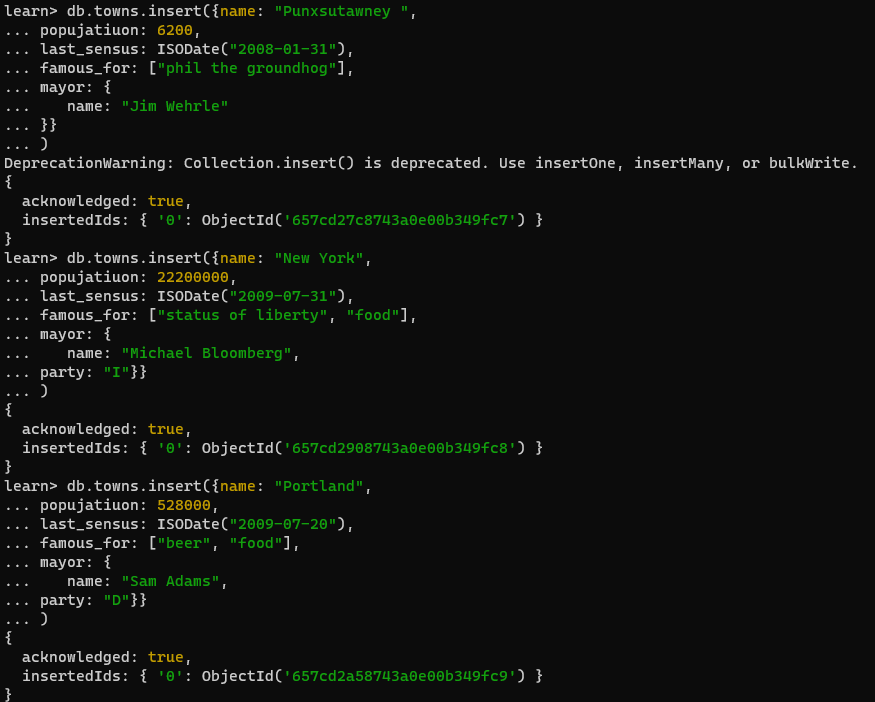 learn> db.towns.insert({name: "Punxsutawney ",
... popujatiuon: 6200,
... last_sensus: ISODate("2008-01-31"),
... famous_for: ["phil the groundhog"],
... mayor: {
...    name: "Jim Wehrle"
... }}
... )
DeprecationWarning: Collection.insert() is deprecated. Use insertOne, insertMany, or bulkWrite.
{
  acknowledged: true,
  insertedIds: { '0': ObjectId('657cd27c8743a0e00b349fc7') }
}
learn> db.towns.insert({name: "New York",
... popujatiuon: 22200000,
... last_sensus: ISODate("2009-07-31"),
... famous_for: ["status of liberty", "food"],
... mayor: {
...    name: "Michael Bloomberg",
... party: "I"}}
... )
{
  acknowledged: true,
  insertedIds: { '0': ObjectId('657cd2908743a0e00b349fc8') }
}
learn> db.towns.insert({name: "Portland",
... popujatiuon: 528000,
... last_sensus: ISODate("2009-07-20"),
... famous_for: ["beer", "food"],
... mayor: {
...    name: "Sam Adams",
... party: "D"}}
... )
{
  acknowledged: true,
  insertedIds: { '0': ObjectId('657cd2a58743a0e00b349fc9') }
}